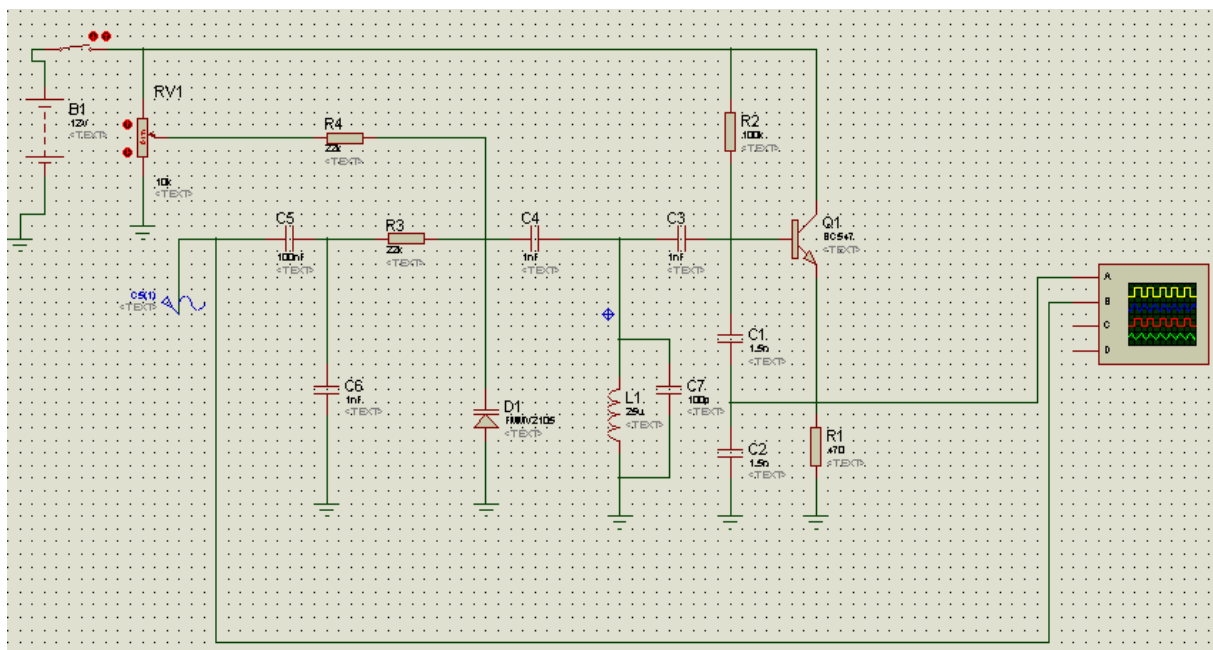 B1
12V
<TEXT>
RV1
10k
<TEXT>
R4
22k
<TEXT>
R2
100k
<TEXT>
C5
100nF
<TEXT>
R3
22k
<TEXT>
C4
1nF
<TEXT>
C3
1nF
<TEXT>
Q1
BC547
<TEXT>
C5(1)
<TEXT>
A
B
C
D
C1
1.5n
<TEXT>
C6
1nF
<TEXT>
D1
<TEXT>
L1
25u
C7
100p
<TEXT>
<TEXT>
C2
1.5n
<TEXT>
R1
470
<TEXT>